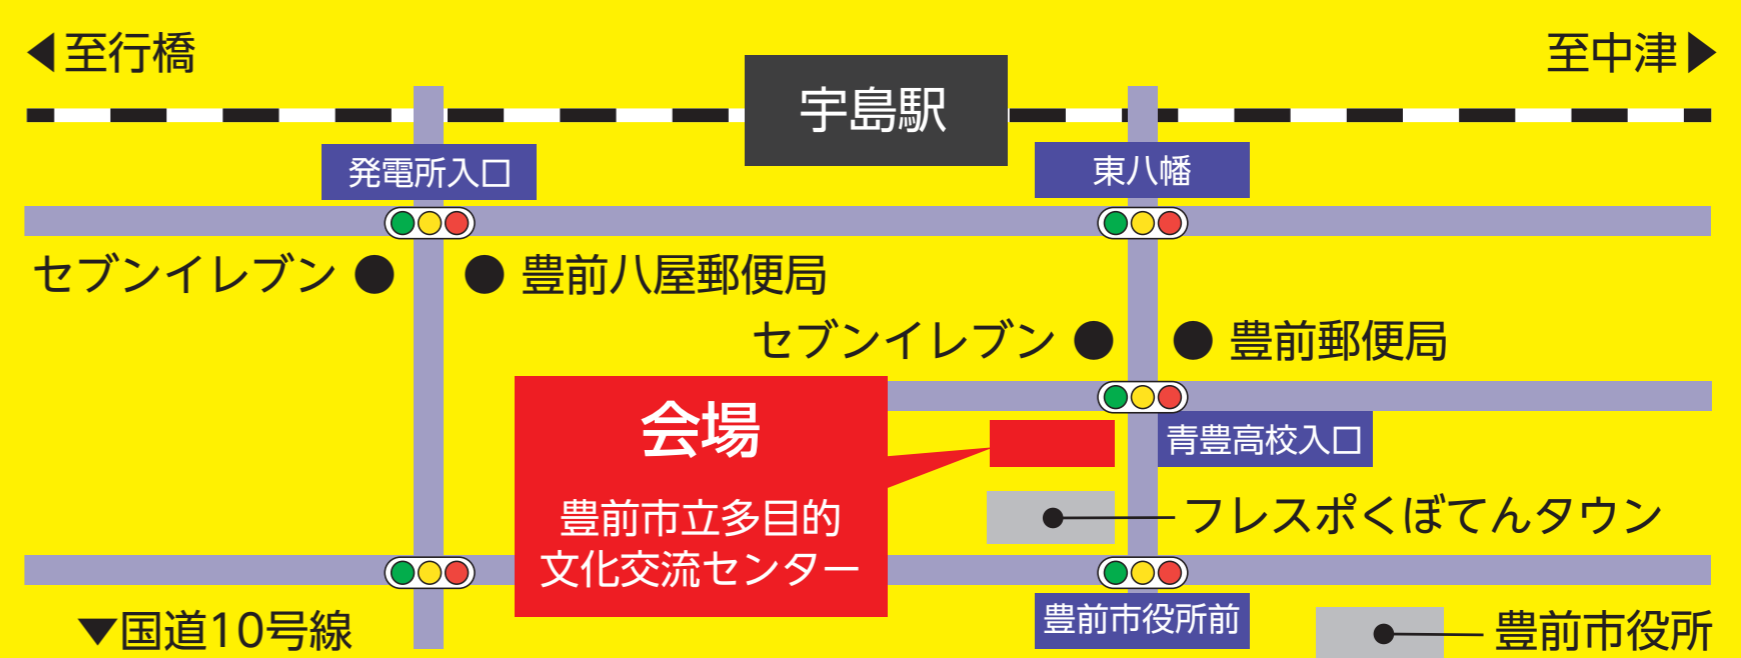 ◀至行橋
至中津▶
宇島駅
発電所入口
東八幡
セブンイレブン●
●豊前八屋郵便局
セブンイレブン●
●豊前郵便局
会場
豊前市立多目的
文化交流センター
青豊高校入口
フレスポくぼてんタウン
▼国道10号線
豊前市役所前
豊前市役所